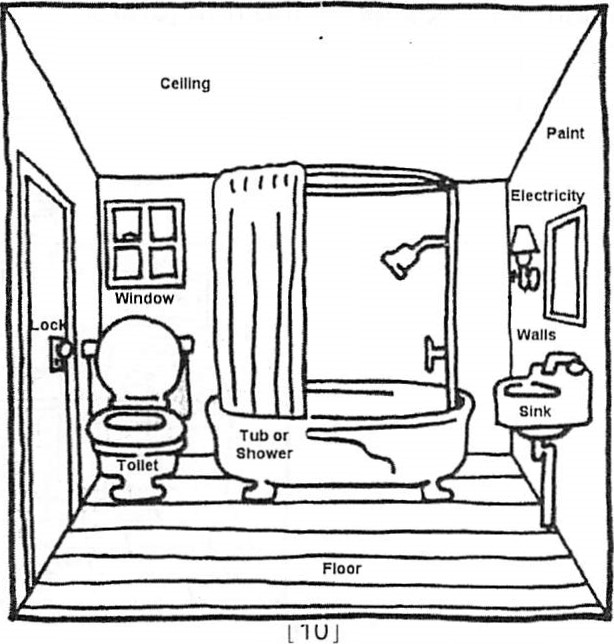 Ceiling
Paint
Electricity
Window
Lock
Walls
Sink
Tub or
Shower
Toilet
Floor
[10]